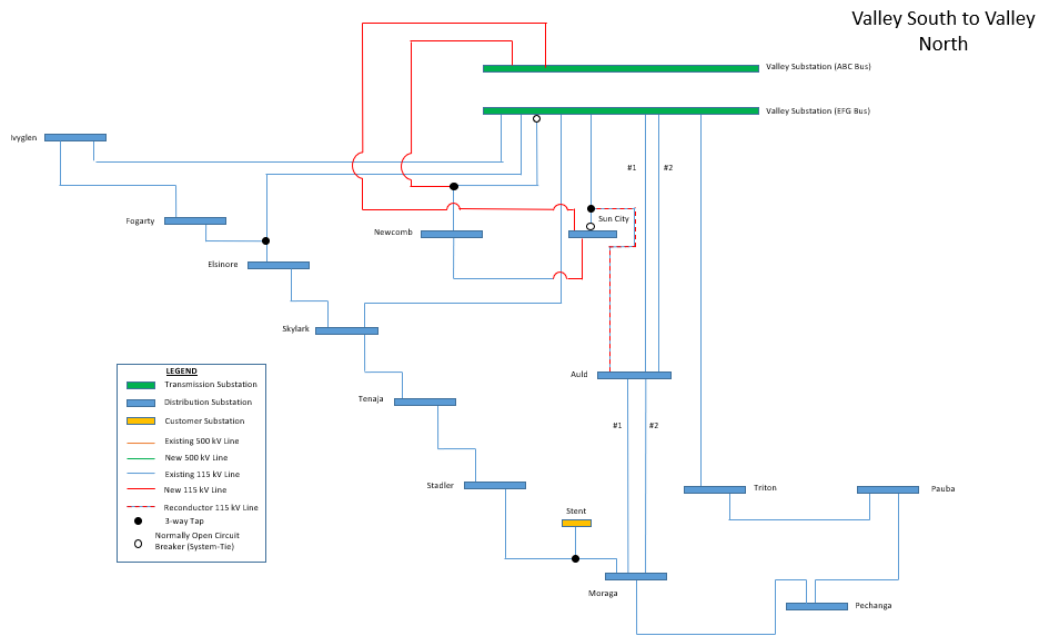 Valley South to Valley
North
Valley Substation (ABC Bus)
Valley Substation (EFG Bus)
Ivyglen
#1
#2
Fogarty
Newcomb
Sun City
Elsinore
Skylark
Auld
LEGEND
Transmission Substation
Distribution Substation
Customer Substation
Existing 500 kV Line
New 500 kV Line
Existing 115 kV Line
New 115 kV Line
Reconductor 115 kV Line
3-way Tap
Normally Open Circuit
Breaker (System-Tie)
Tenaja
#1
#2
Stadler
Triton
Pauba
Stent
Moraga
Pechanga